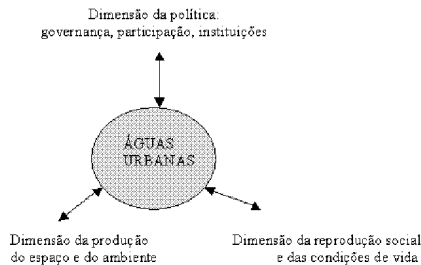 Dimensão da política:
governança, participação, instituições
ÁGUAS
URBANAS
Dimensão da produção
do espaço e do ambiente
Dimensão da reprodução social
e das condições de vida